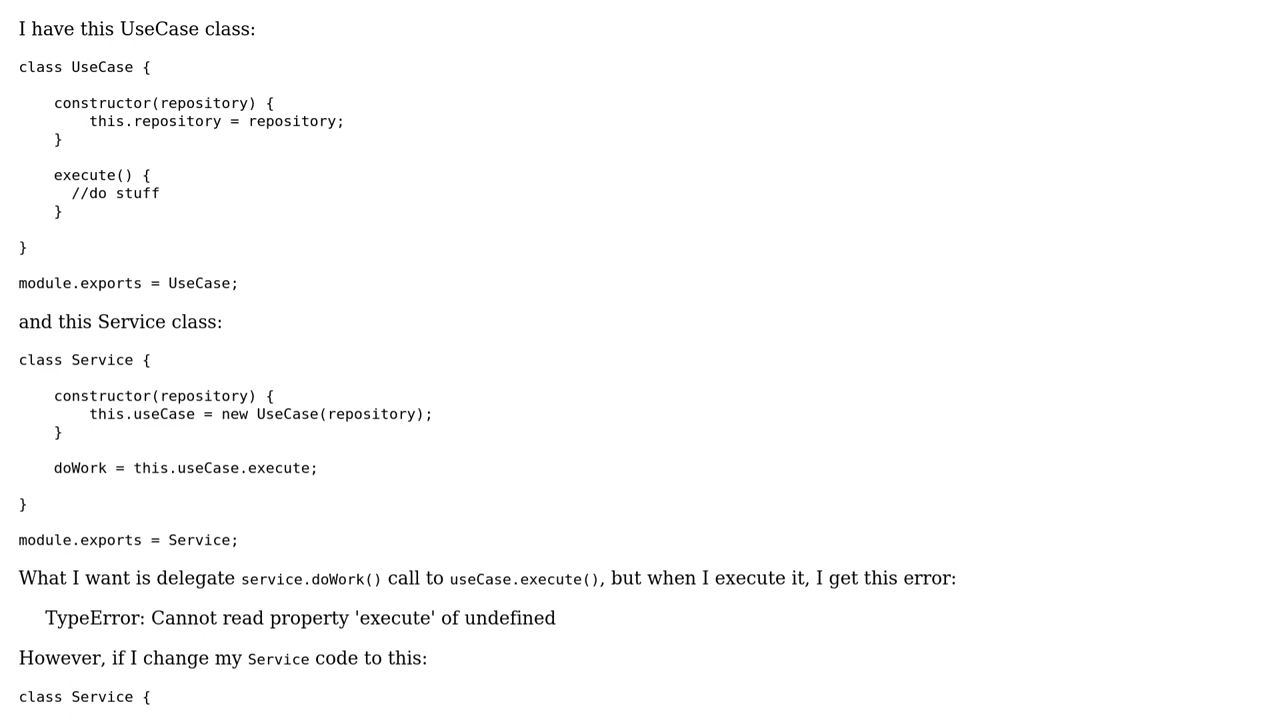 I have this UseCase class:
class UseCase {
constructor(repository) {
this.repository = repository;
}
execute() {
//do stuff
}
}
module.exports = UseCase;
and this Service class:
class Service {
constructor(repository) {
this.useCase = new UseCase(repository);
}
doWork = this.useCase.execute;
}
module.exports = Service;
What I want is delegate service.doWork() call to useCase.execute(), but when I execute it, I get this error:
TypeError: Cannot read property 'execute' of undefined
However, if I change my Service code to this:
class Service {